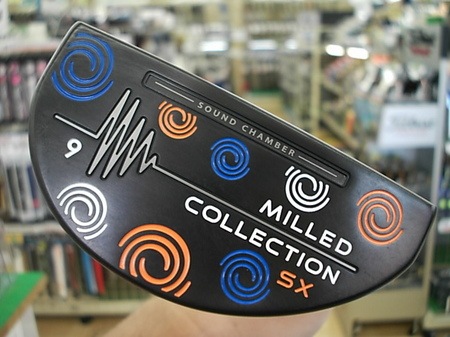 SOUND CHAMBER
9
MILLED
COLLECTION
SX